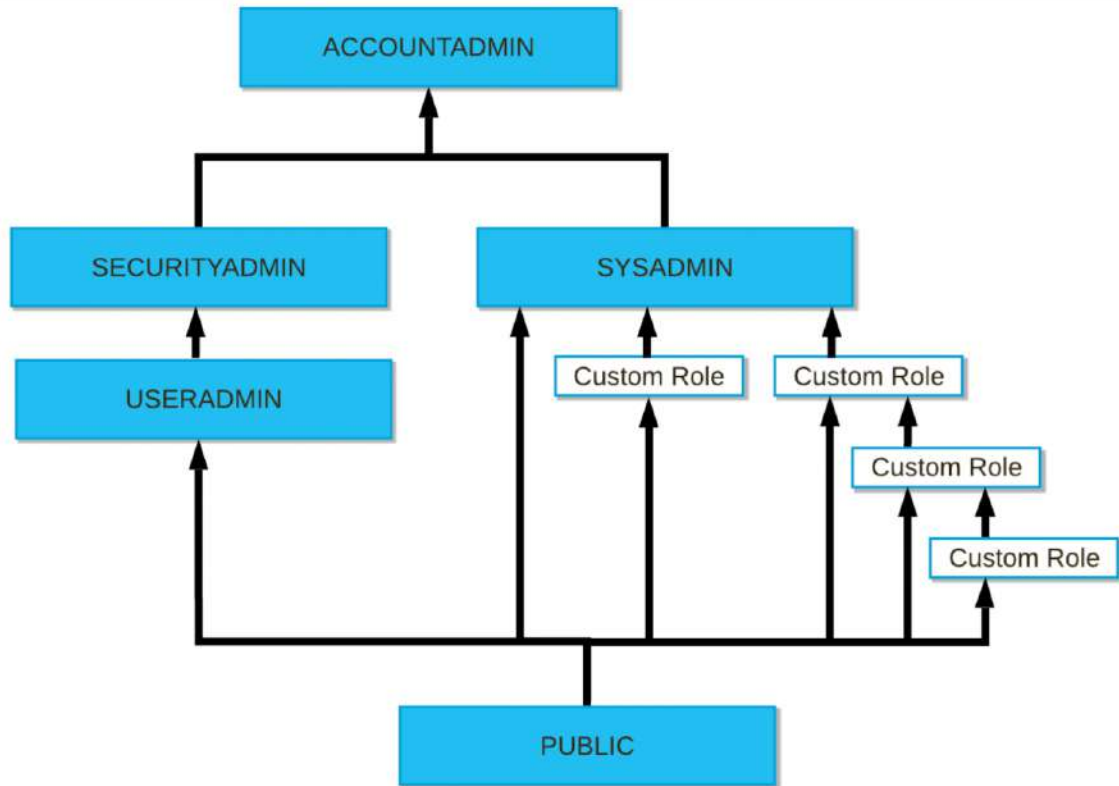 ACCOUNTADMIN
SECURITYADMIN
SYSADMIN
USERADMIN
Custom Role
Custom Role
Custom Role
Custom Role
PUBLIC